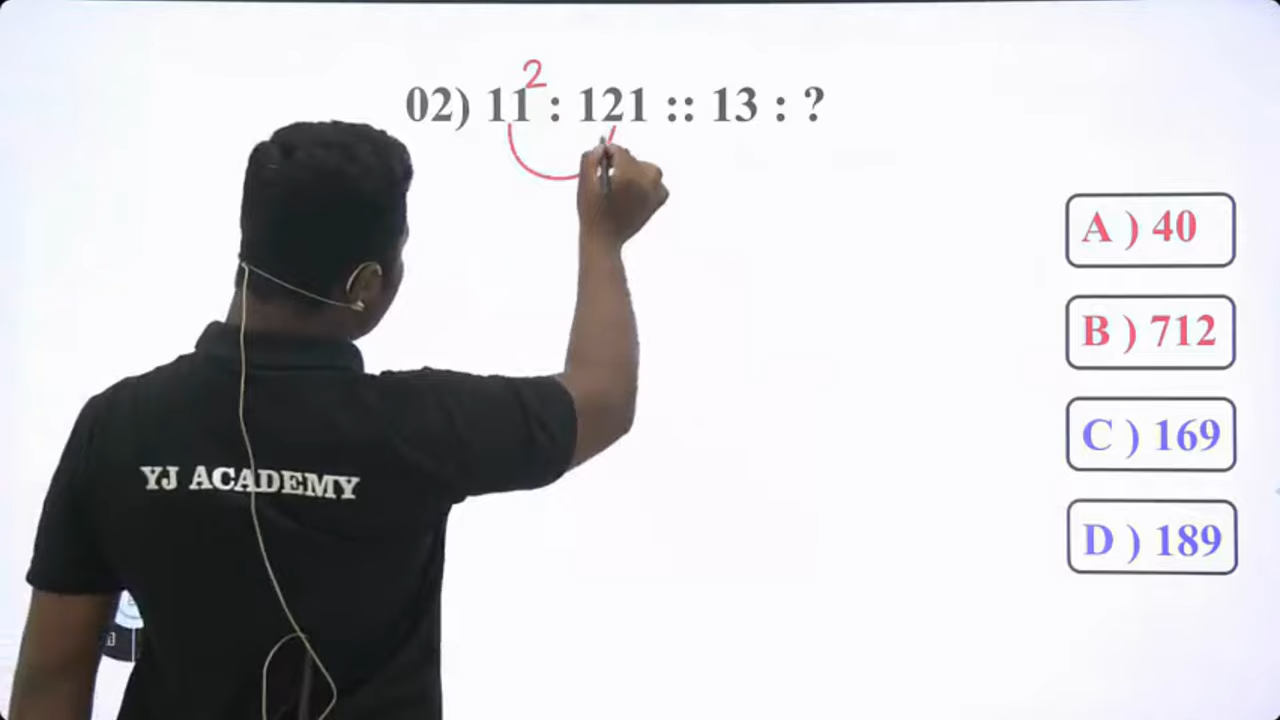 2
02) 11 : 121 :: 13 : ?
A ) 40
B ) 712
C ) 169
D ) 189
YJ ACADEMY